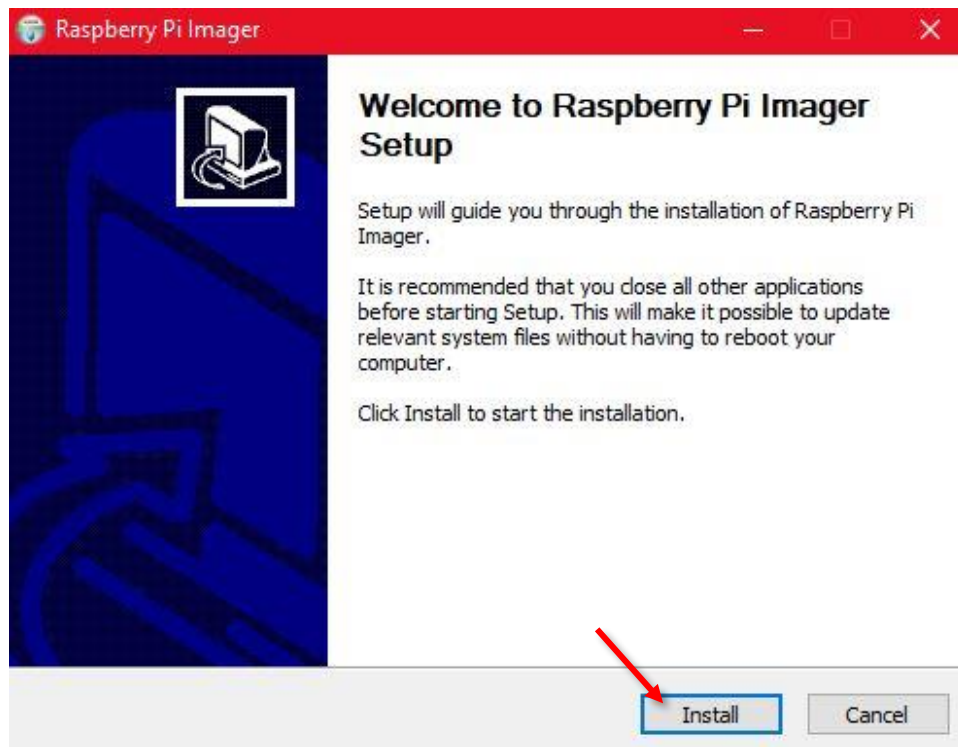 Raspberry Pi Imager
Welcome to Raspberry Pi Imager
Setup
Setup will guide you through the installation of Raspberry Pi
Imager.
It is recommended that you close all other applications
before starting Setup. This will make it possible to update
relevant system files without having to reboot your
computer.
Click Install to start the installation.
Install
Cancel